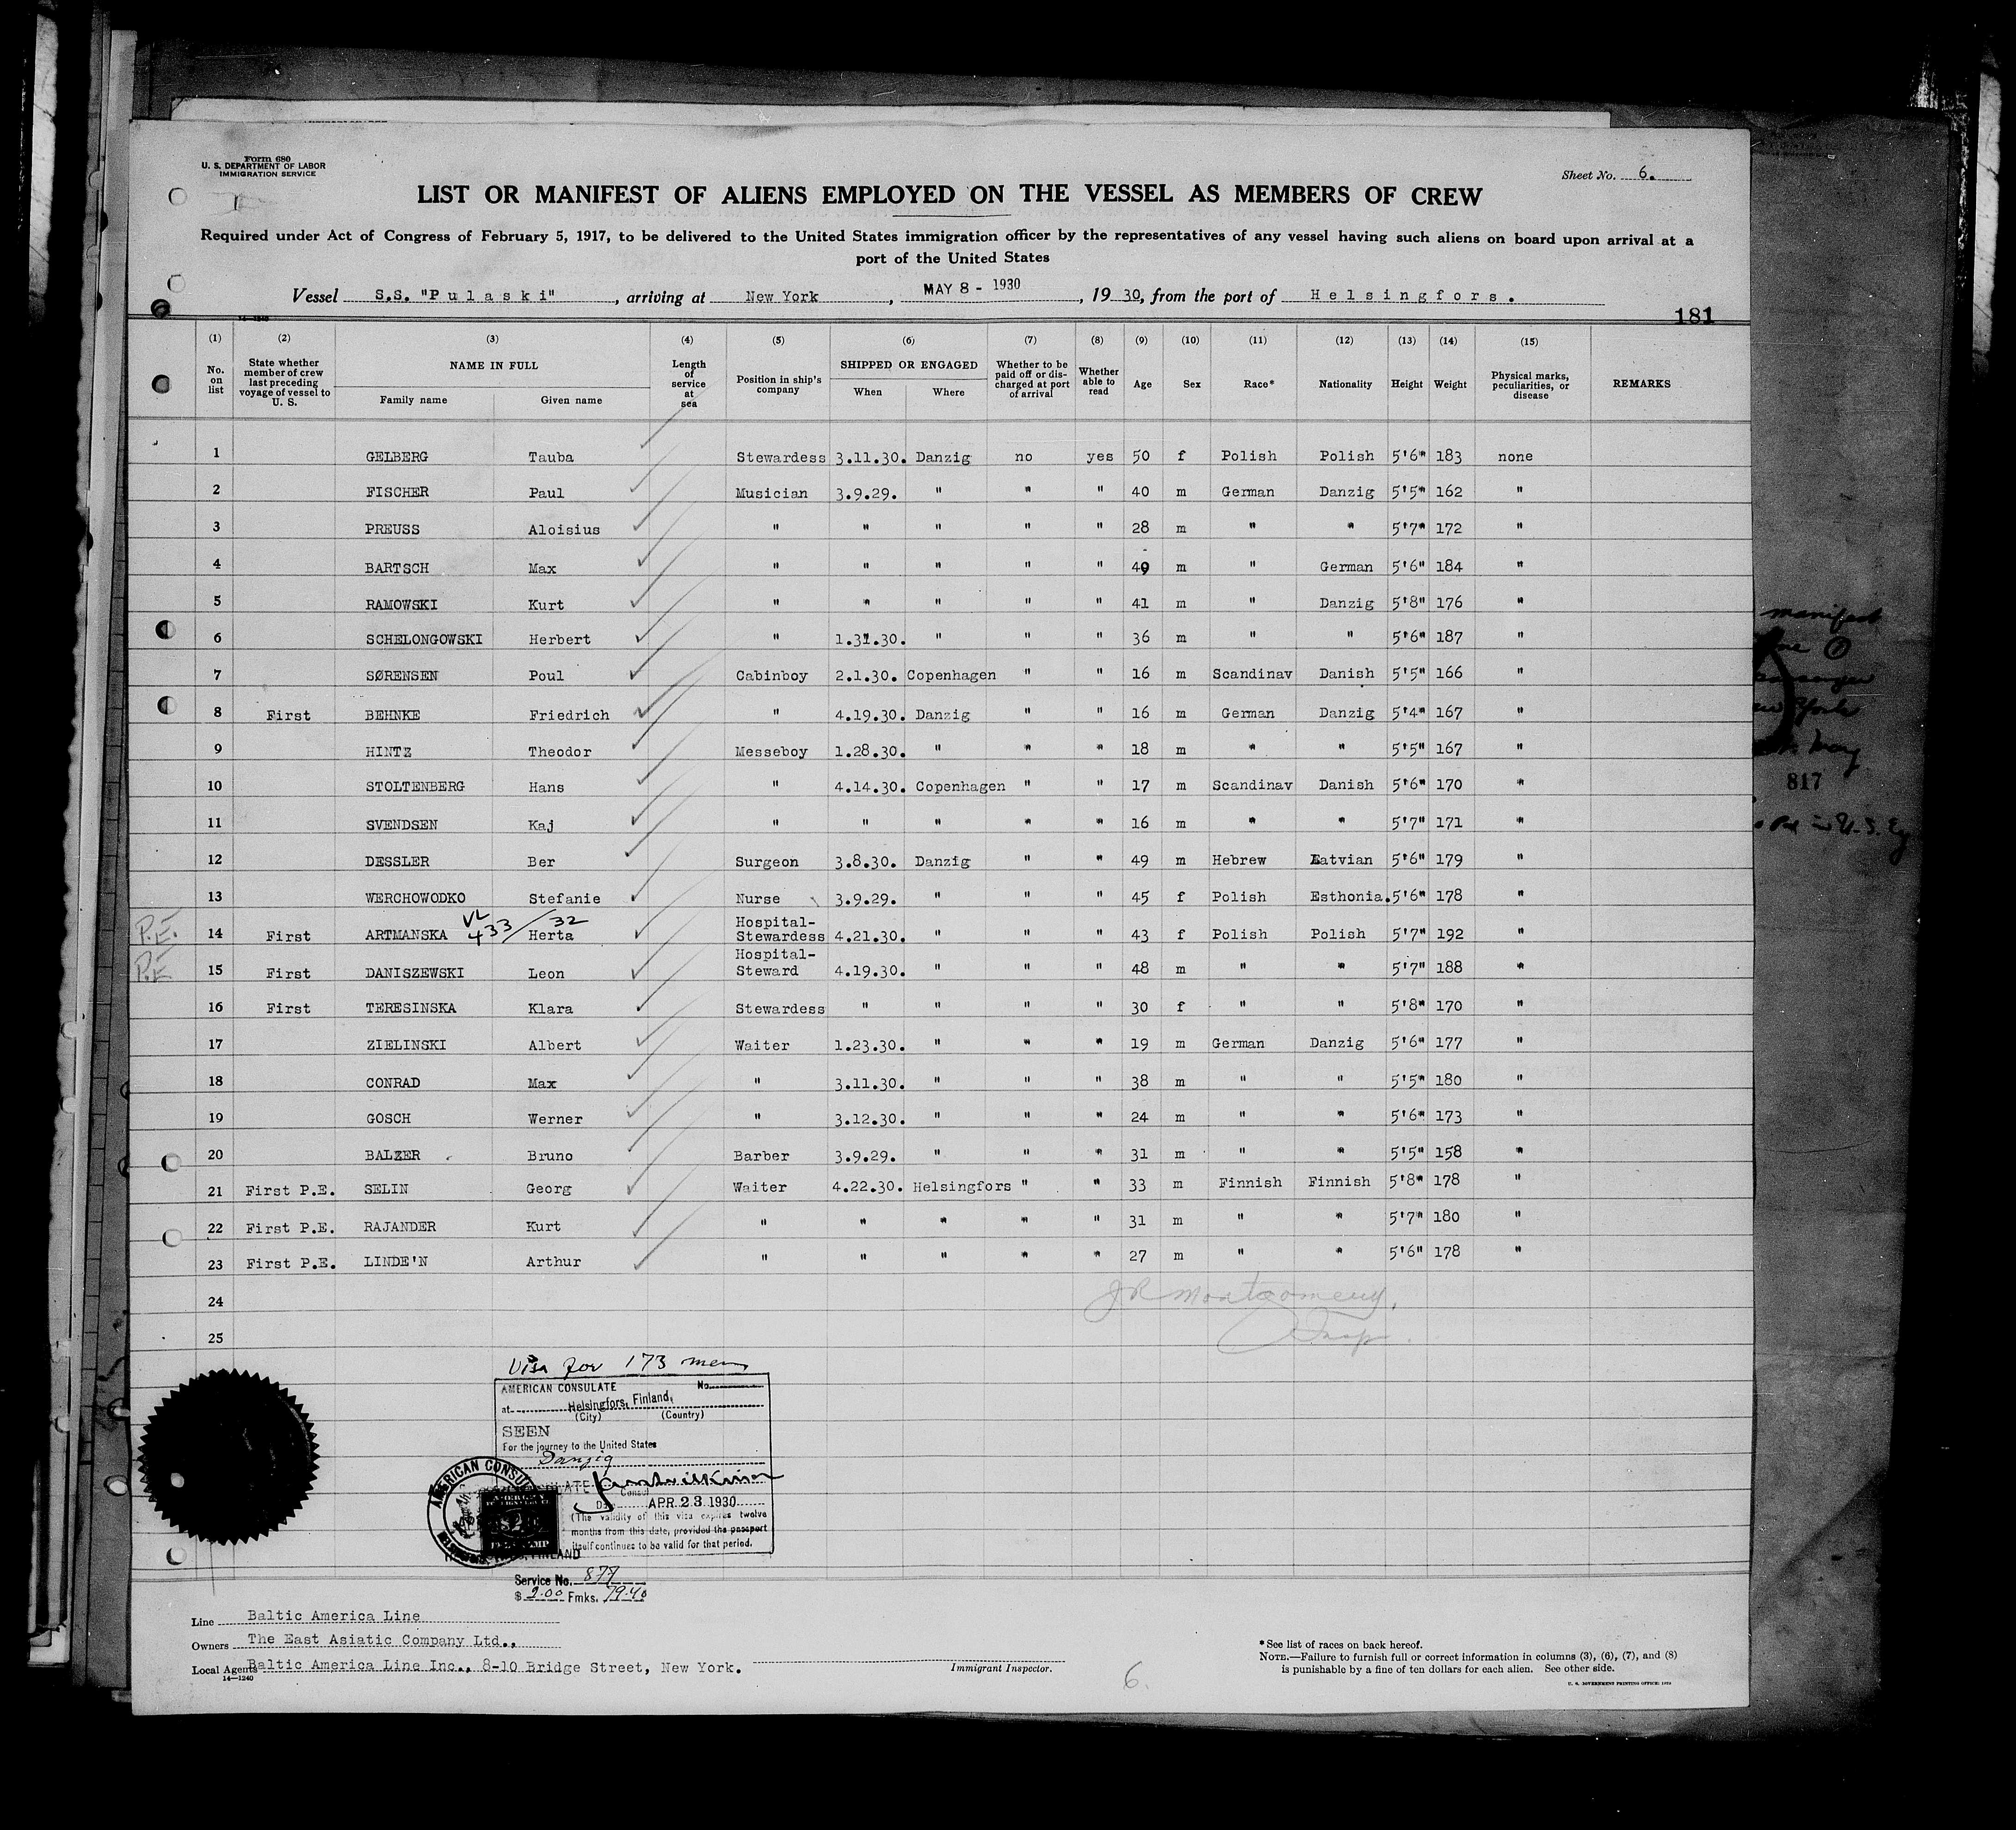 Form 680
U. S. DEPARTMENT OF LABOR
IMMIGRATION SERVICE
Sheet No. 6.
LIST OR MANIFEST OF ALIENS EMPLOYED ON THE VESSEL AS MEMBERS OF CREW
Required under Act of Congress of February 5, 1917, to be delivered to the United States immigration officer by the representatives of any vessel having such aliens on board upon arrival at a
port of the United States
Vessel S.S. "Pulaski", arriving at New York, MAY 8 - 1930, 1930, from the port of Helsingfors.
181
(1) (2) (3) (4) (5) (6) (7) (8) (9) (10) (11) (12) (13) (14) (15)
No. on list State whether member of crew last preceding voyage of vessel to U. S. NAME IN FULL Family name Given name Length of service at sea Position in ship's company SHIPPED OR ENGAGED When Where Whether to be paid off or discharged at port of arrival Whether able to read Age Sex Race* Nationality Height Weight Physical marks, peculiarities, or disease REMARKS
1 GELBERG Tauba Stewardess 3.11.30. Danzig no yes 50 f Polish Polish 5'6" 183 none
2 FISCHER Paul Musician 3.9.29. " " " 40 m German Danzig 5'5" 162 "
3 PREUSS Aloisius " " " " " 28 m " " 5'7" 172 "
4 BARTSCH Max " " " " " 49 m " German 5'6" 184 "
5 RAMOWSKI Kurt " " " " " 41 m " Danzig 5'8" 176 "
6 SCHELONGOWSKI Herbert " 1.31.30. " " " 36 m " " 5'6" 187 "
7 SØRENSEN Poul Cabinboy 2.1.30. Copenhagen " " 16 m Scandinav Danish 5'5" 166 "
8 First BEHNKE Friedrich " 4.19.30. Danzig " " 16 m German Danzig 5'4" 167 "
9 HINTZ Theodor Messeboy 1.28.30. " " " 18 m " " 5'5" 167 "
10 STOLTENBERG Hans " 4.14.30. Copenhagen " " 17 m Scandinav Danish 5'6" 170 "
11 SVENDSEN Kaj " " " " " 16 m " " 5'7" 171 "
12 DESSLER Ber Surgeon 3.8.30. Danzig " " 49 m Hebrew Latvian 5'6" 179 "
13 WERCHOWODKO Stefanie Nurse 3.9.29. " " " 45 f Polish Esthonia. 5'6" 178 "
P.E. 14 First ARTMANSKA VL 433/32 Herta Hospital-Stewardess 4.21.30. " " " 43 f Polish Polish 5'7" 192 "
P.E 15 First DANISZEWSKI Leon Hospital-Steward 4.19.30. " " " 48 m " " 5'7" 188 "
16 First TERESINSKA Klara Stewardess " " " " 30 f " " 5'8" 170 "
17 ZIELINSKI Albert Waiter 1.23.30. " " " 19 m German Danzig 5'6" 177 "
18 CONRAD Max " 3.11.30. " " " 38 m " " 5'5" 180 "
19 GOSCH Werner " 3.12.30. " " " 24 m " " 5'6" 173 "
20 BALZER Bruno Barber 3.9.29. " " " 31 m " " 5'5" 158 "
21 First P.E. SELIN Georg Waiter 4.22.30. Helsingfors " " 33 m Finnish Finnish 5'8" 178 "
22 First P.E. RAJANDER Kurt " " " " " 31 m " " 5'7" 180 "
23 First P.E. LINDE'N Arthur " " " " " 27 m " " 5'6" 178 "
24
25
JR Montgomery,
Insp.
manifest
817
Visa for 173 men
AMERICAN CONSULATE No.
at Helsingfors, Finland,
(City) (Country)
SEEN
For the journey to the United States
Danzig
Consul
APR 23 1930
(The validity of this visa expires twelve
months from this date, provided the passport
itself continues to be valid for that period.
AMERICAN CONSUL
FINLAND
Service No. 879
$ 2.00 Fmks. 79.40
Line Baltic America Line
Owners The East Asiatic Company Ltd.,
Local Agents Baltic America Line Inc., 8-10 Bridge Street, New York.
14—1240
Immigrant Inspector.
6.
* See list of races on back hereof.
NOTE.—Failure to furnish full or correct information in columns (3), (6), (7), and (8)
is punishable by a fine of ten dollars for each alien. See other side.